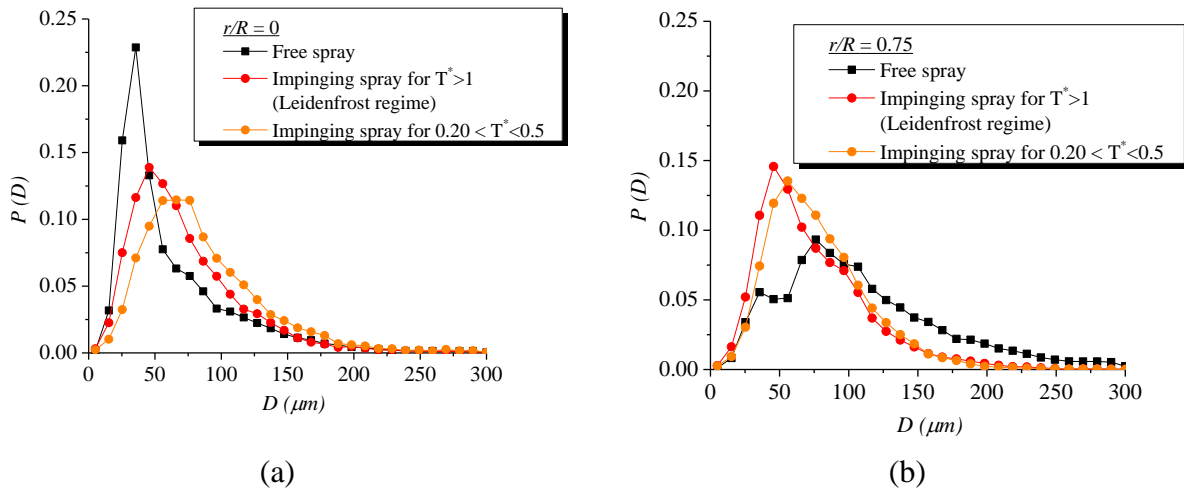 0.25
0.20
0.15
0.10
0.05
0.00
P (D)
0 50 100 150 200 250 300
D (μm)
r/R = 0
Free spray
Impinging spray for T*>1
(Leidenfrost regime)
Impinging spray for 0.20 < T*<0.5
(a)
0.25
0.20
0.15
0.10
0.05
0.00
P (D)
0 50 100 150 200 250 300
D (μm)
r/R = 0.75
Free spray
Impinging spray for T*>1
(Leidenfrost regime)
Impinging spray for 0.20 < T*<0.5
(b)